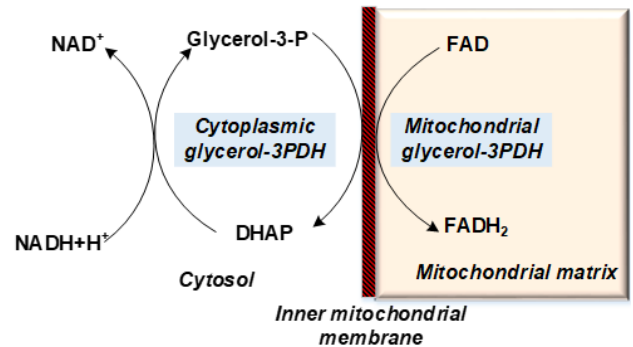 NAD⁺
Glycerol-3-P
FAD
Cytoplasmic
glycerol-3PDH
Mitochondrial
glycerol-3PDH
NADH+H⁺
DHAP
FADH₂
Cytosol
Mitochondrial matrix
Inner mitochondrial
membrane